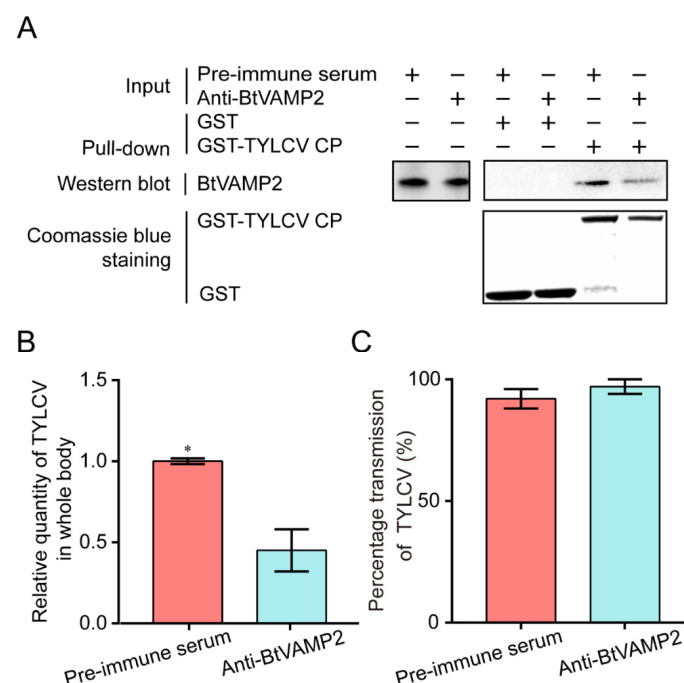 A
Input
Pre-immune serum + – + – + –
Anti-BtVAMP2 – + – + – +
Pull-down
GST – – + + – –
GST-TYLCV CP – – – – + +
Western blot BtVAMP2
Coomassie blue staining
GST-TYLCV CP
GST
B
Relative quantity of TYLCV
in whole body
1.5
1.0
0.5
0.0
*
Pre-immune serum
Anti-BtVAMP2
C
Percentage transmission
of TYLCV (%)
100
50
0
Pre-immune serum
Anti-BtVAMP2